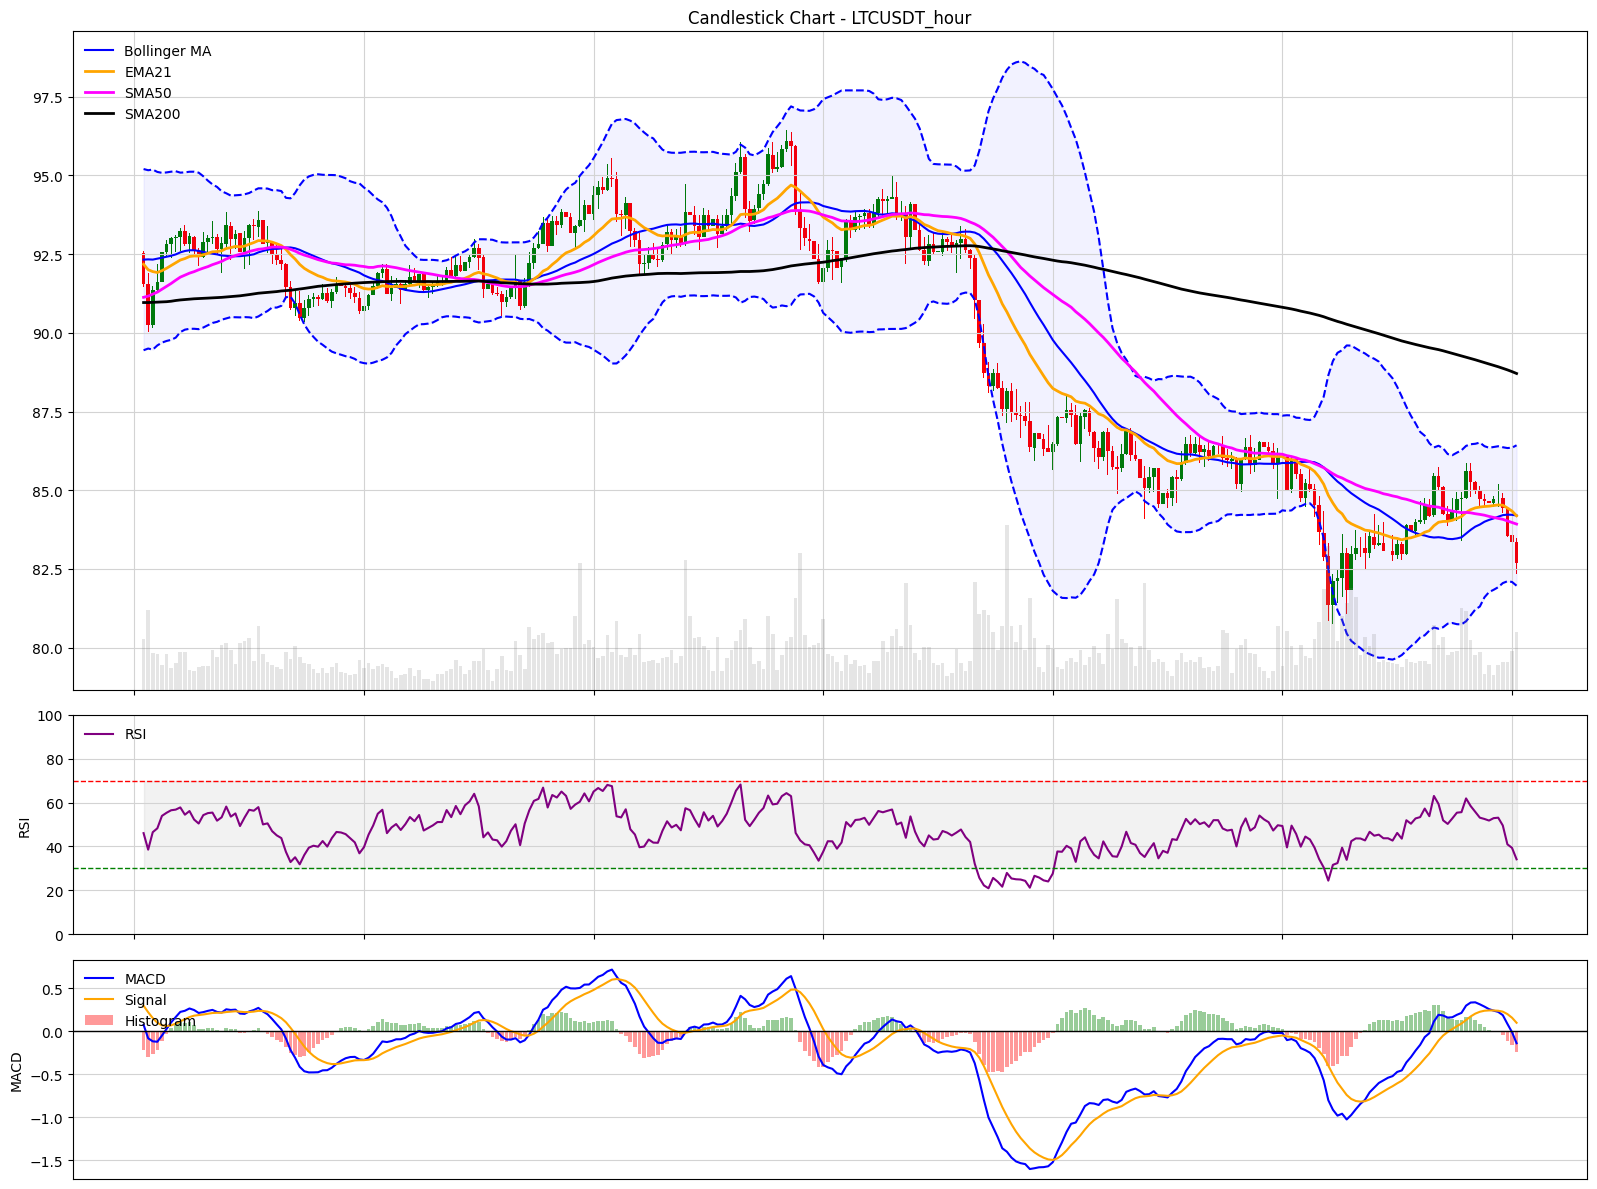 Candlestick Chart - LTCUSDT_hour
Bollinger MA
EMA21
SMA50
SMA200
97.5
95.0
92.5
90.0
87.5
85.0
82.5
80.0
RSI
100
80
60
40
20
0
RSI
MACD
Signal
Histogram
0.5
0.0
−0.5
−1.0
−1.5
MACD